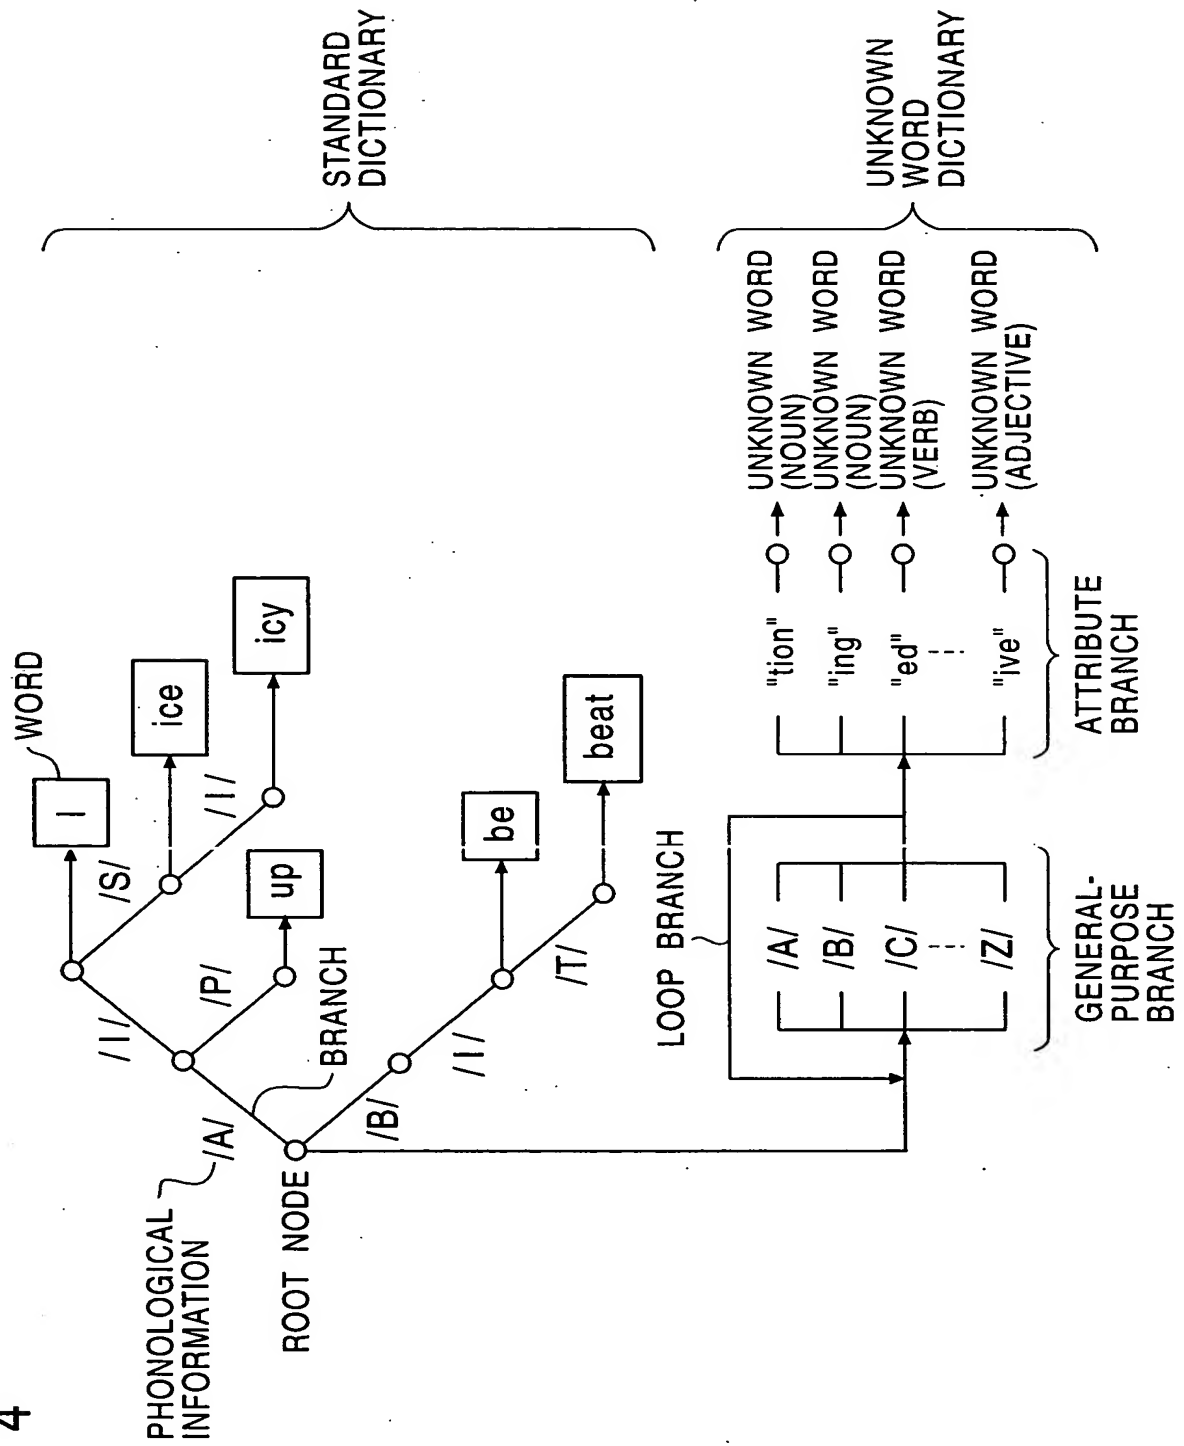 4
PHONOLOGICAL
INFORMATION
/A/
ROOT NODE
BRANCH
/I/
/P/
/S/
/I/
WORD
I
ice
icy
up
/B/
/I/
/T/
be
beat
STANDARD
DICTIONARY
LOOP BRANCH
/A/
/B/
/C/
/Z/
GENERAL-
PURPOSE
BRANCH
"tion"
"ing"
"ed"
"ive"
ATTRIBUTE
BRANCH
UNKNOWN WORD
(NOUN)
UNKNOWN WORD
(NOUN)
UNKNOWN WORD
(VERB)
UNKNOWN WORD
(ADJECTIVE)
UNKNOWN
WORD
DICTIONARY